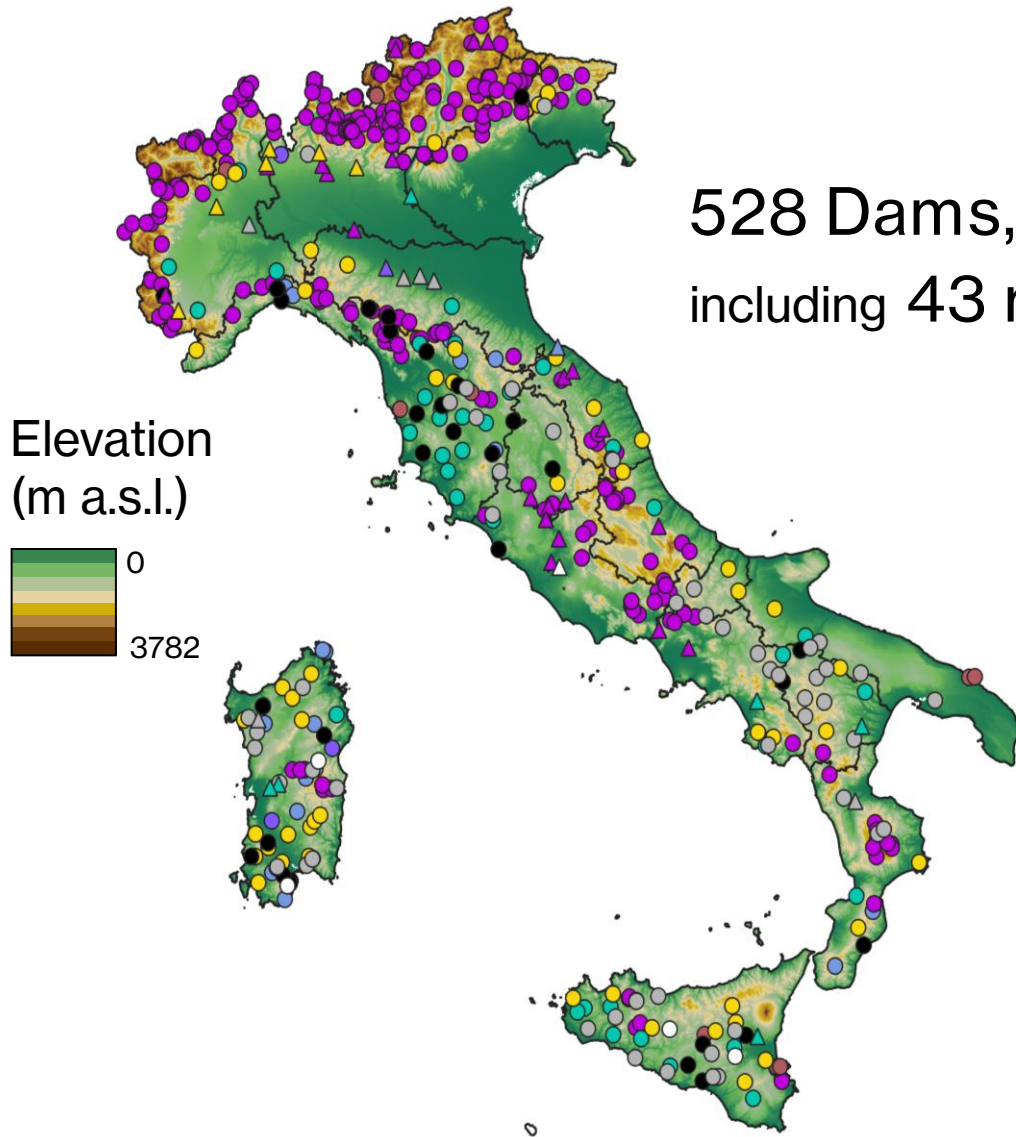 528 Dams,
including 43
Elevation
(m a.s.l.)
0
3782